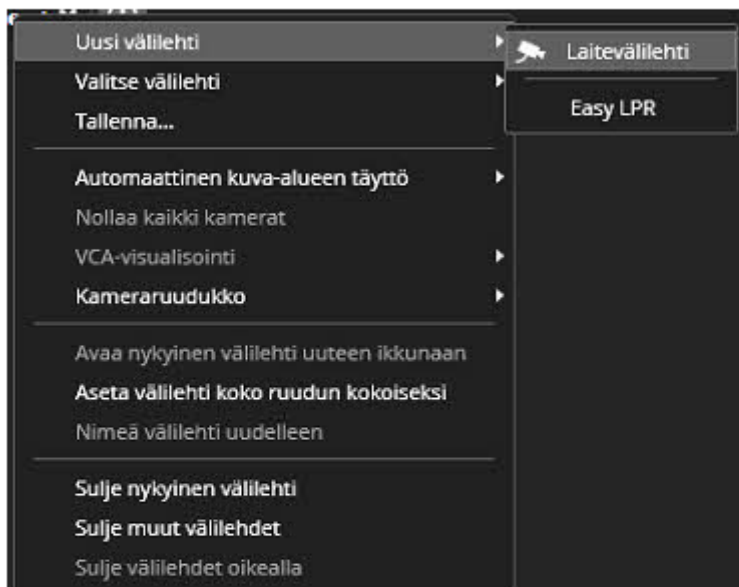 Uusi välilehti
Laitevälilehti
Valitse välilehti
Easy LPR
Tallenna...
Automaattinen kuva-alueen täyttö
Nollaa kaikki kamerat
VCA-visualisointi
Kameraruudukko
Avaa nykyinen välilehti uuteen ikkunaan
Aseta välilehti koko ruudun kokoiseksi
Nimeä välilehti uudelleen
Sulje nykyinen välilehti
Sulje muut välilehdet
Sulje välilehdet oikealla